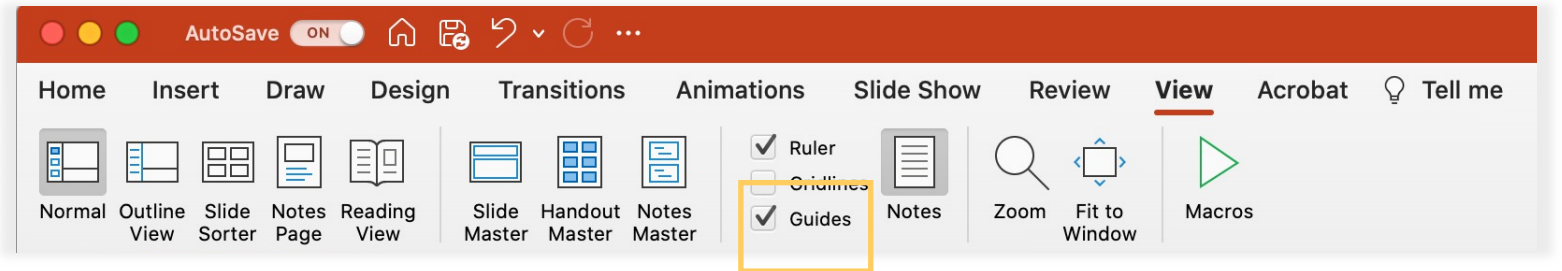 AutoSave ON
Home Insert Draw Design Transitions Animations Slide Show Review View Acrobat Tell me
Ruler
Gridlines
Guides
Normal
Outline View
Slide Sorter
Notes Page
Reading View
Slide Master
Handout Master
Notes Master
Notes
Zoom
Fit to Window
Macros